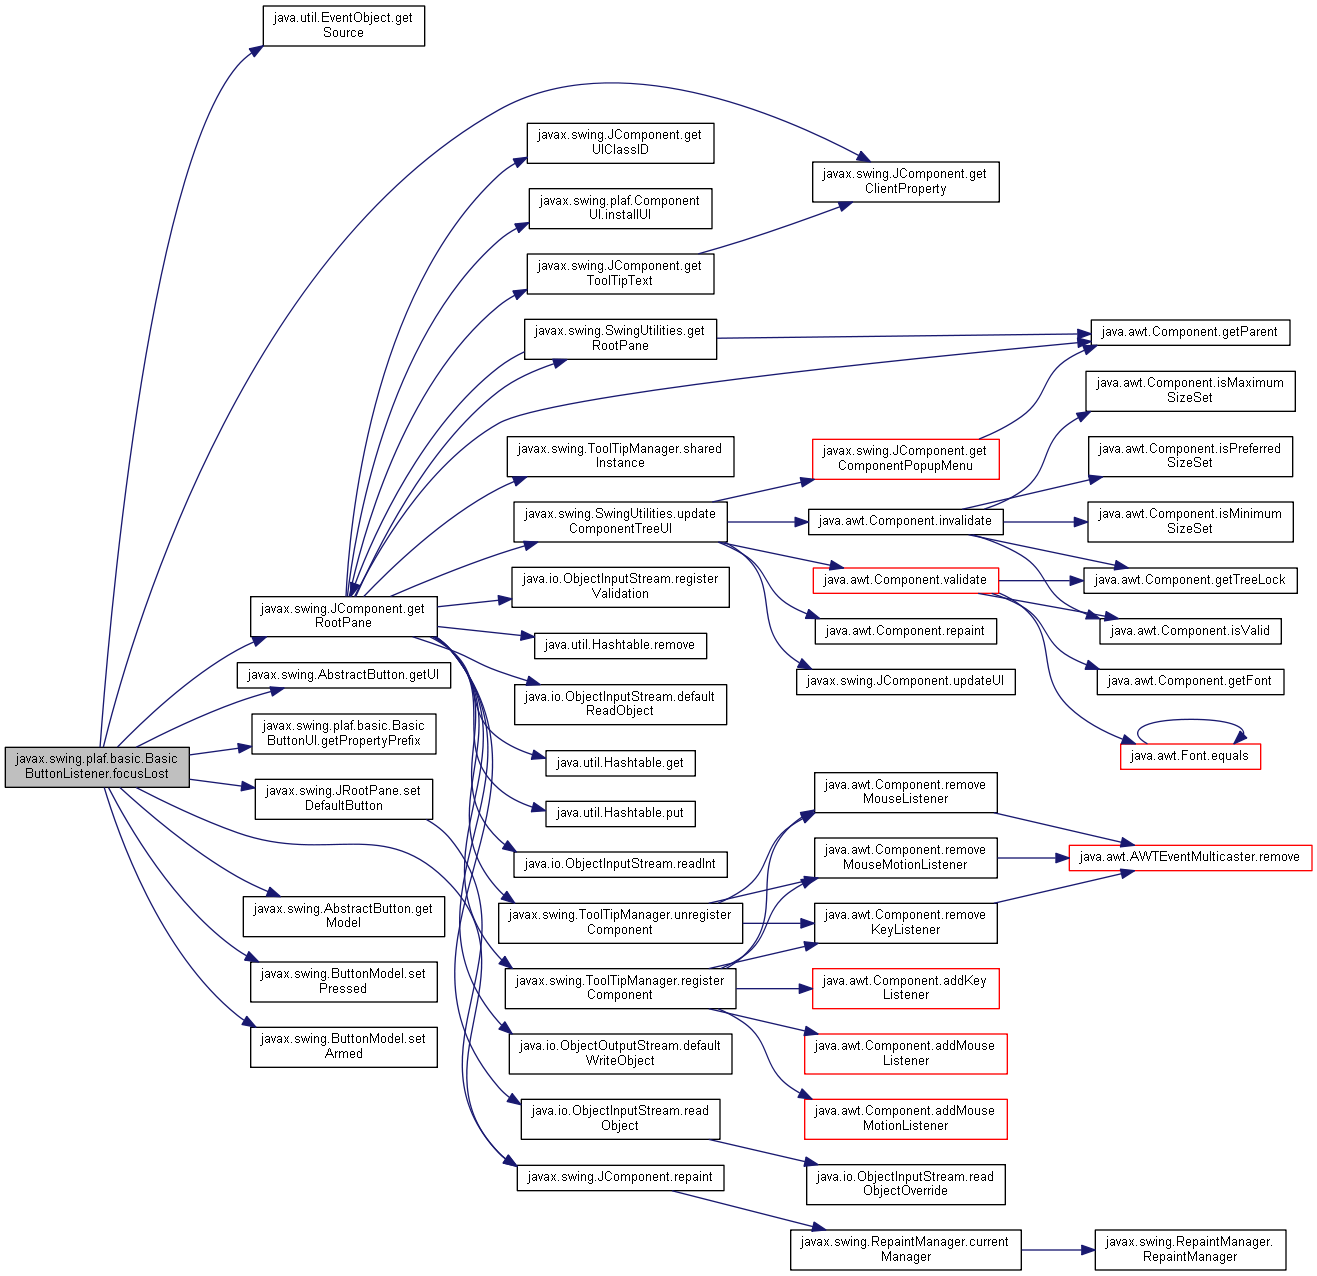 java.util.EventObject.get
Source
javax.swing.JComponent.get
UIClassID
javax.swing.JComponent.get
ClientProperty
javax.swing.plaf.Component
UI.installUI
javax.swing.JComponent.get
ToolTipText
javax.swing.SwingUtilities.get
RootPane
java.awt.Component.getParent
java.awt.Component.isMaximum
SizeSet
javax.swing.ToolTipManager.shared
Instance
javax.swing.JComponent.get
ComponentPopupMenu
java.awt.Component.isPreferred
SizeSet
javax.swing.SwingUtilities.update
ComponentTreeUI
java.awt.Component.invalidate
java.awt.Component.isMinimum
SizeSet
java.io.ObjectInputStream.register
Validation
java.awt.Component.validate
java.awt.Component.getTreeLock
javax.swing.JComponent.get
RootPane
java.util.Hashtable.remove
java.awt.Component.repaint
java.awt.Component.isValid
javax.swing.AbstractButton.getUI
java.io.ObjectInputStream.default
ReadObject
javax.swing.JComponent.updateUI
java.awt.Component.getFont
javax.swing.plaf.basic.Basic
ButtonUI.getPropertyPrefix
javax.swing.plaf.basic.Basic
ButtonListener.focusLost
java.util.Hashtable.get
java.awt.Font.equals
javax.swing.JRootPane.set
DefaultButton
java.util.Hashtable.put
java.awt.Component.remove
MouseListener
java.io.ObjectInputStream.readInt
java.awt.Component.remove
MouseMotionListener
java.awt.AWTEventMulticaster.remove
javax.swing.AbstractButton.get
Model
javax.swing.ToolTipManager.unregister
Component
java.awt.Component.remove
KeyListener
javax.swing.ButtonModel.set
Pressed
javax.swing.ToolTipManager.register
Component
java.awt.Component.addKey
Listener
javax.swing.ButtonModel.set
Armed
java.io.ObjectOutputStream.default
WriteObject
java.awt.Component.addMouse
Listener
java.io.ObjectInputStream.read
Object
java.awt.Component.addMouse
MotionListener
javax.swing.JComponent.repaint
java.io.ObjectInputStream.read
ObjectOverride
javax.swing.RepaintManager.current
Manager
javax.swing.RepaintManager.
RepaintManager